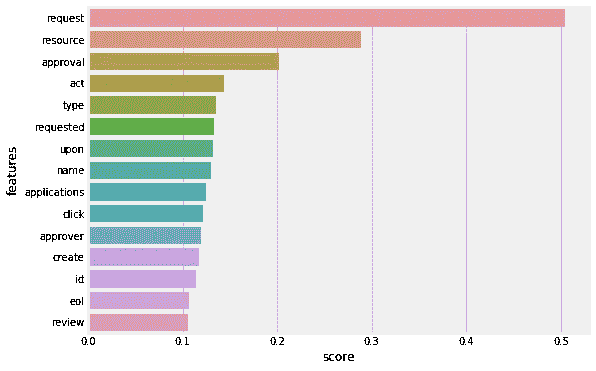 request
resource
approval
act
type
requested
upon
name
applications
click
approver
create
id
eol
review
features
0.0 0.1 0.2 0.3 0.4 0.5
score